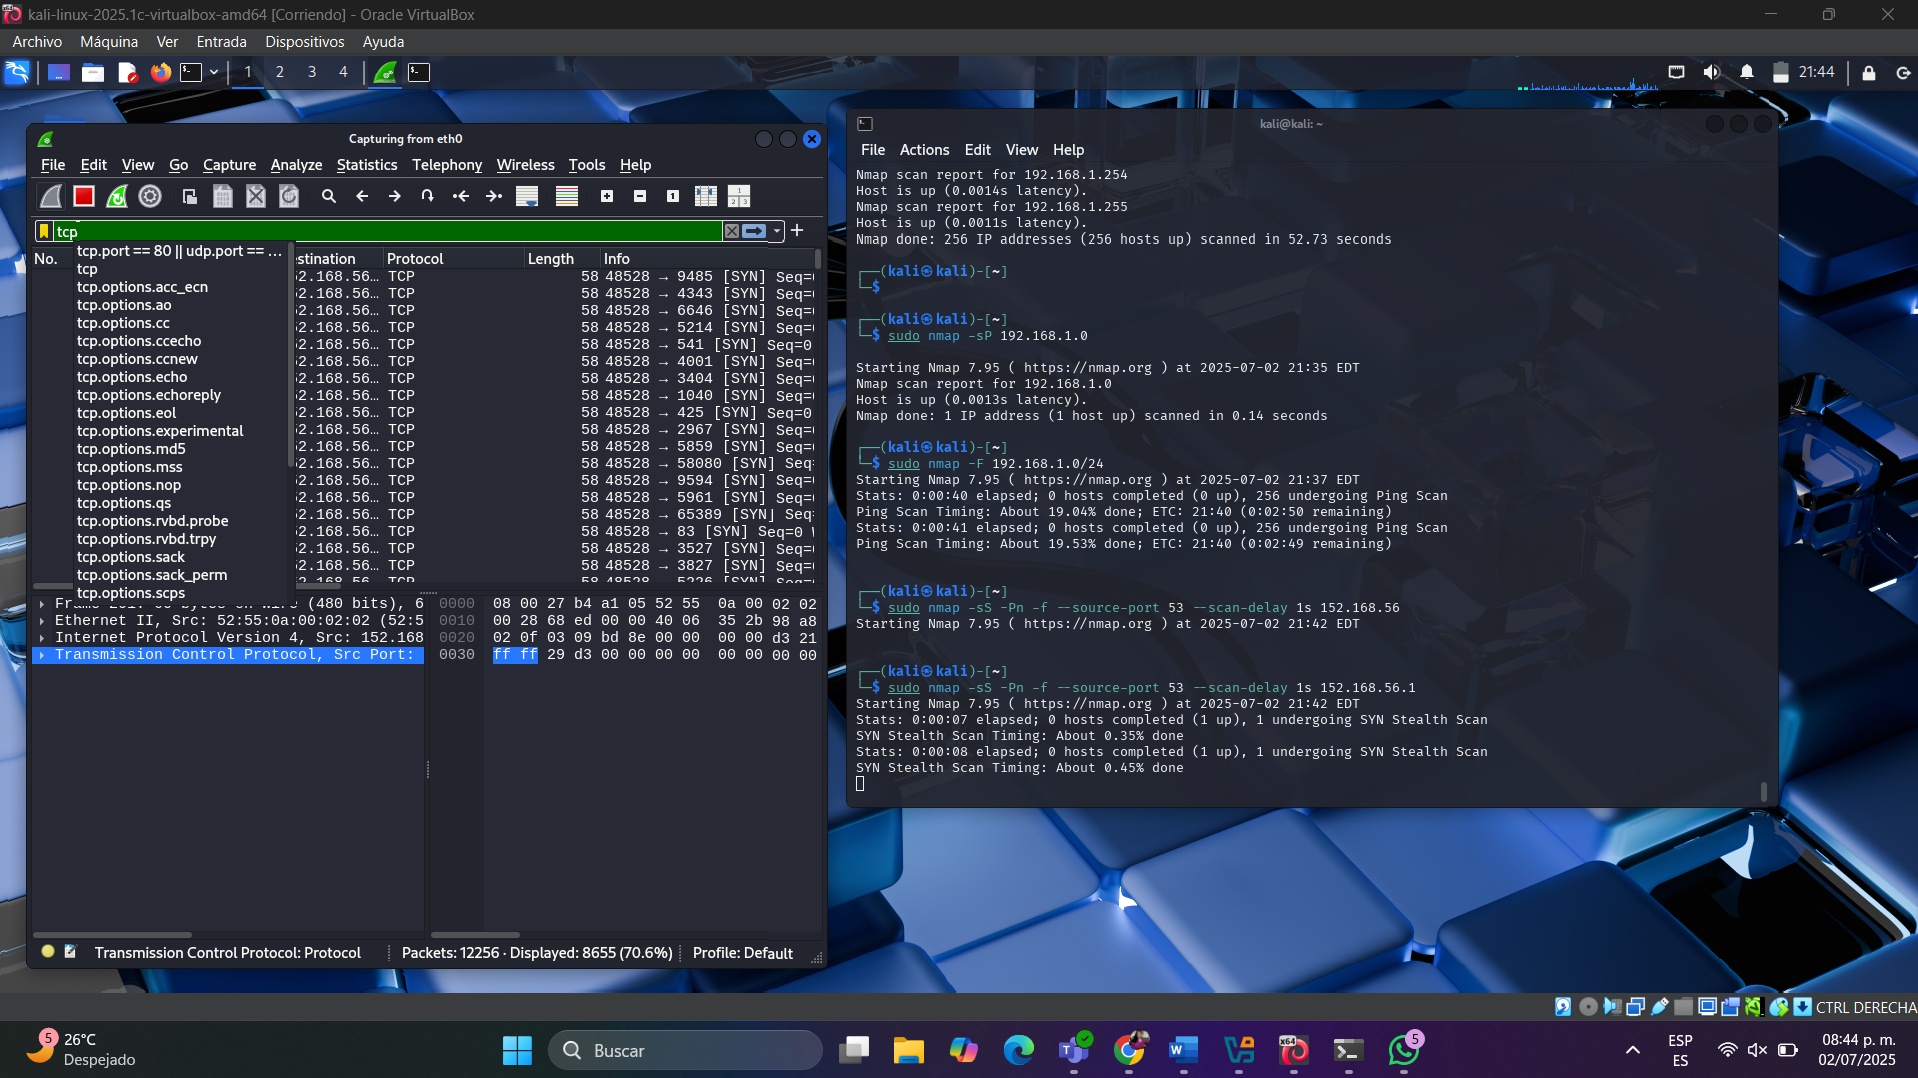 kali-linux-2025.1c-virtualbox-amd64 [Corriendo] - Oracle VirtualBox
Archivo Máquina Ver Entrada Dispositivos Ayuda
1 2 3 4
21:44
Capturing from eth0
File Edit View Go Capture Analyze Statistics Telephony Wireless Tools Help
tcp
No. estination Protocol Length Info
tcp.port == 80 || udp.port == ...
tcp
tcp.options.acc_ecn
tcp.options.ao
tcp.options.cc
tcp.options.ccecho
tcp.options.ccnew
tcp.options.echo
tcp.options.echoreply
tcp.options.eol
tcp.options.experimental
tcp.options.md5
tcp.options.mss
tcp.options.nop
tcp.options.qs
tcp.options.rvbd.probe
tcp.options.rvbd.trpy
tcp.options.sack
tcp.options.sack_perm
tcp.options.scps
52.168.56… TCP 58 48528 → 9485 [SYN] Seq=
52.168.56… TCP 58 48528 → 4343 [SYN] Seq=
52.168.56… TCP 58 48528 → 6646 [SYN] Seq=
52.168.56… TCP 58 48528 → 5214 [SYN] Seq=
52.168.56… TCP 58 48528 → 541 [SYN] Seq=0
52.168.56… TCP 58 48528 → 4001 [SYN] Seq=
52.168.56… TCP 58 48528 → 3404 [SYN] Seq=
52.168.56… TCP 58 48528 → 1040 [SYN] Seq=
52.168.56… TCP 58 48528 → 425 [SYN] Seq=0
52.168.56… TCP 58 48528 → 2967 [SYN] Seq=
52.168.56… TCP 58 48528 → 5859 [SYN] Seq=
52.168.56… TCP 58 48528 → 58080 [SYN] Seq
52.168.56… TCP 58 48528 → 9594 [SYN] Seq=
52.168.56… TCP 58 48528 → 5961 [SYN] Seq=
52.168.56… TCP 58 48528 → 65389 [SYN] Seq
52.168.56… TCP 58 48528 → 83 [SYN] Seq=0 W
52.168.56… TCP 58 48528 → 3527 [SYN] Seq=
52.168.56… TCP 58 48528 → 3827 [SYN] Seq=
(480 bits), 6
Ethernet II, Src: 52:55:0a:00:02:02 (52:5
Internet Protocol Version 4, Src: 152.168
Transmission Control Protocol, Src Port:
0000 08 00 27 b4 a1 05 52 55 0a 00 02 02
0010 00 28 68 ed 00 00 40 06 35 2b 98 a8
0020 02 0f 03 09 bd 8e 00 00 00 00 d3 21
0030 ff ff 29 d3 00 00 00 00 00 00 00 00
Transmission Control Protocol: Protocol Packets: 12256 · Displayed: 8655 (70.6%) Profile: Default
kali@kali: ~
File Actions Edit View Help
Nmap scan report for 192.168.1.254
Host is up (0.0014s latency).
Nmap scan report for 192.168.1.255
Host is up (0.0011s latency).
Nmap done: 256 IP addresses (256 hosts up) scanned in 52.73 seconds
┌──(kali㉿kali)-[~]
└─$
┌──(kali㉿kali)-[~]
└─$ sudo nmap -sP 192.168.1.0
Starting Nmap 7.95 ( https://nmap.org ) at 2025-07-02 21:35 EDT
Nmap scan report for 192.168.1.0
Host is up (0.0013s latency).
Nmap done: 1 IP address (1 host up) scanned in 0.14 seconds
┌──(kali㉿kali)-[~]
└─$ sudo nmap -F 192.168.1.0/24
Starting Nmap 7.95 ( https://nmap.org ) at 2025-07-02 21:37 EDT
Stats: 0:00:40 elapsed; 0 hosts completed (0 up), 256 undergoing Ping Scan
Ping Scan Timing: About 19.04% done; ETC: 21:40 (0:02:50 remaining)
Stats: 0:00:41 elapsed; 0 hosts completed (0 up), 256 undergoing Ping Scan
Ping Scan Timing: About 19.53% done; ETC: 21:40 (0:02:49 remaining)
┌──(kali㉿kali)-[~]
└─$ sudo nmap -sS -Pn -f --source-port 53 --scan-delay 1s 152.168.56
Starting Nmap 7.95 ( https://nmap.org ) at 2025-07-02 21:42 EDT
┌──(kali㉿kali)-[~]
└─$ sudo nmap -sS -Pn -f --source-port 53 --scan-delay 1s 152.168.56.1
Starting Nmap 7.95 ( https://nmap.org ) at 2025-07-02 21:42 EDT
Stats: 0:00:07 elapsed; 0 hosts completed (1 up), 1 undergoing SYN Stealth Scan
SYN Stealth Scan Timing: About 0.35% done
Stats: 0:00:08 elapsed; 0 hosts completed (1 up), 1 undergoing SYN Stealth Scan
SYN Stealth Scan Timing: About 0.45% done
CTRL DERECHA
5
26°C
Despejado
Buscar
x64
5
ESP
ES
08:44 p. m.
02/07/2025